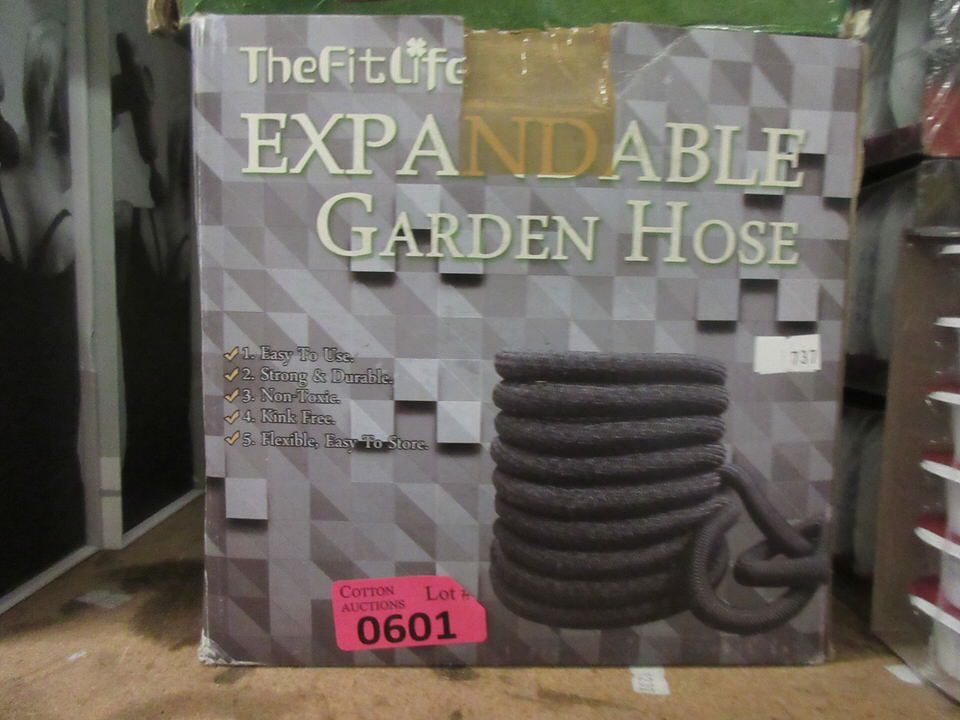 TheFitLife
EXPANDABLE
GARDEN HOSE
1. Easy To Use.
2. Strong & Durable.
3. Non-Toxic.
4. Kink Free.
5. Flexible, Easy To Store.
737
COTTON
AUCTIONS
Lot #
0601